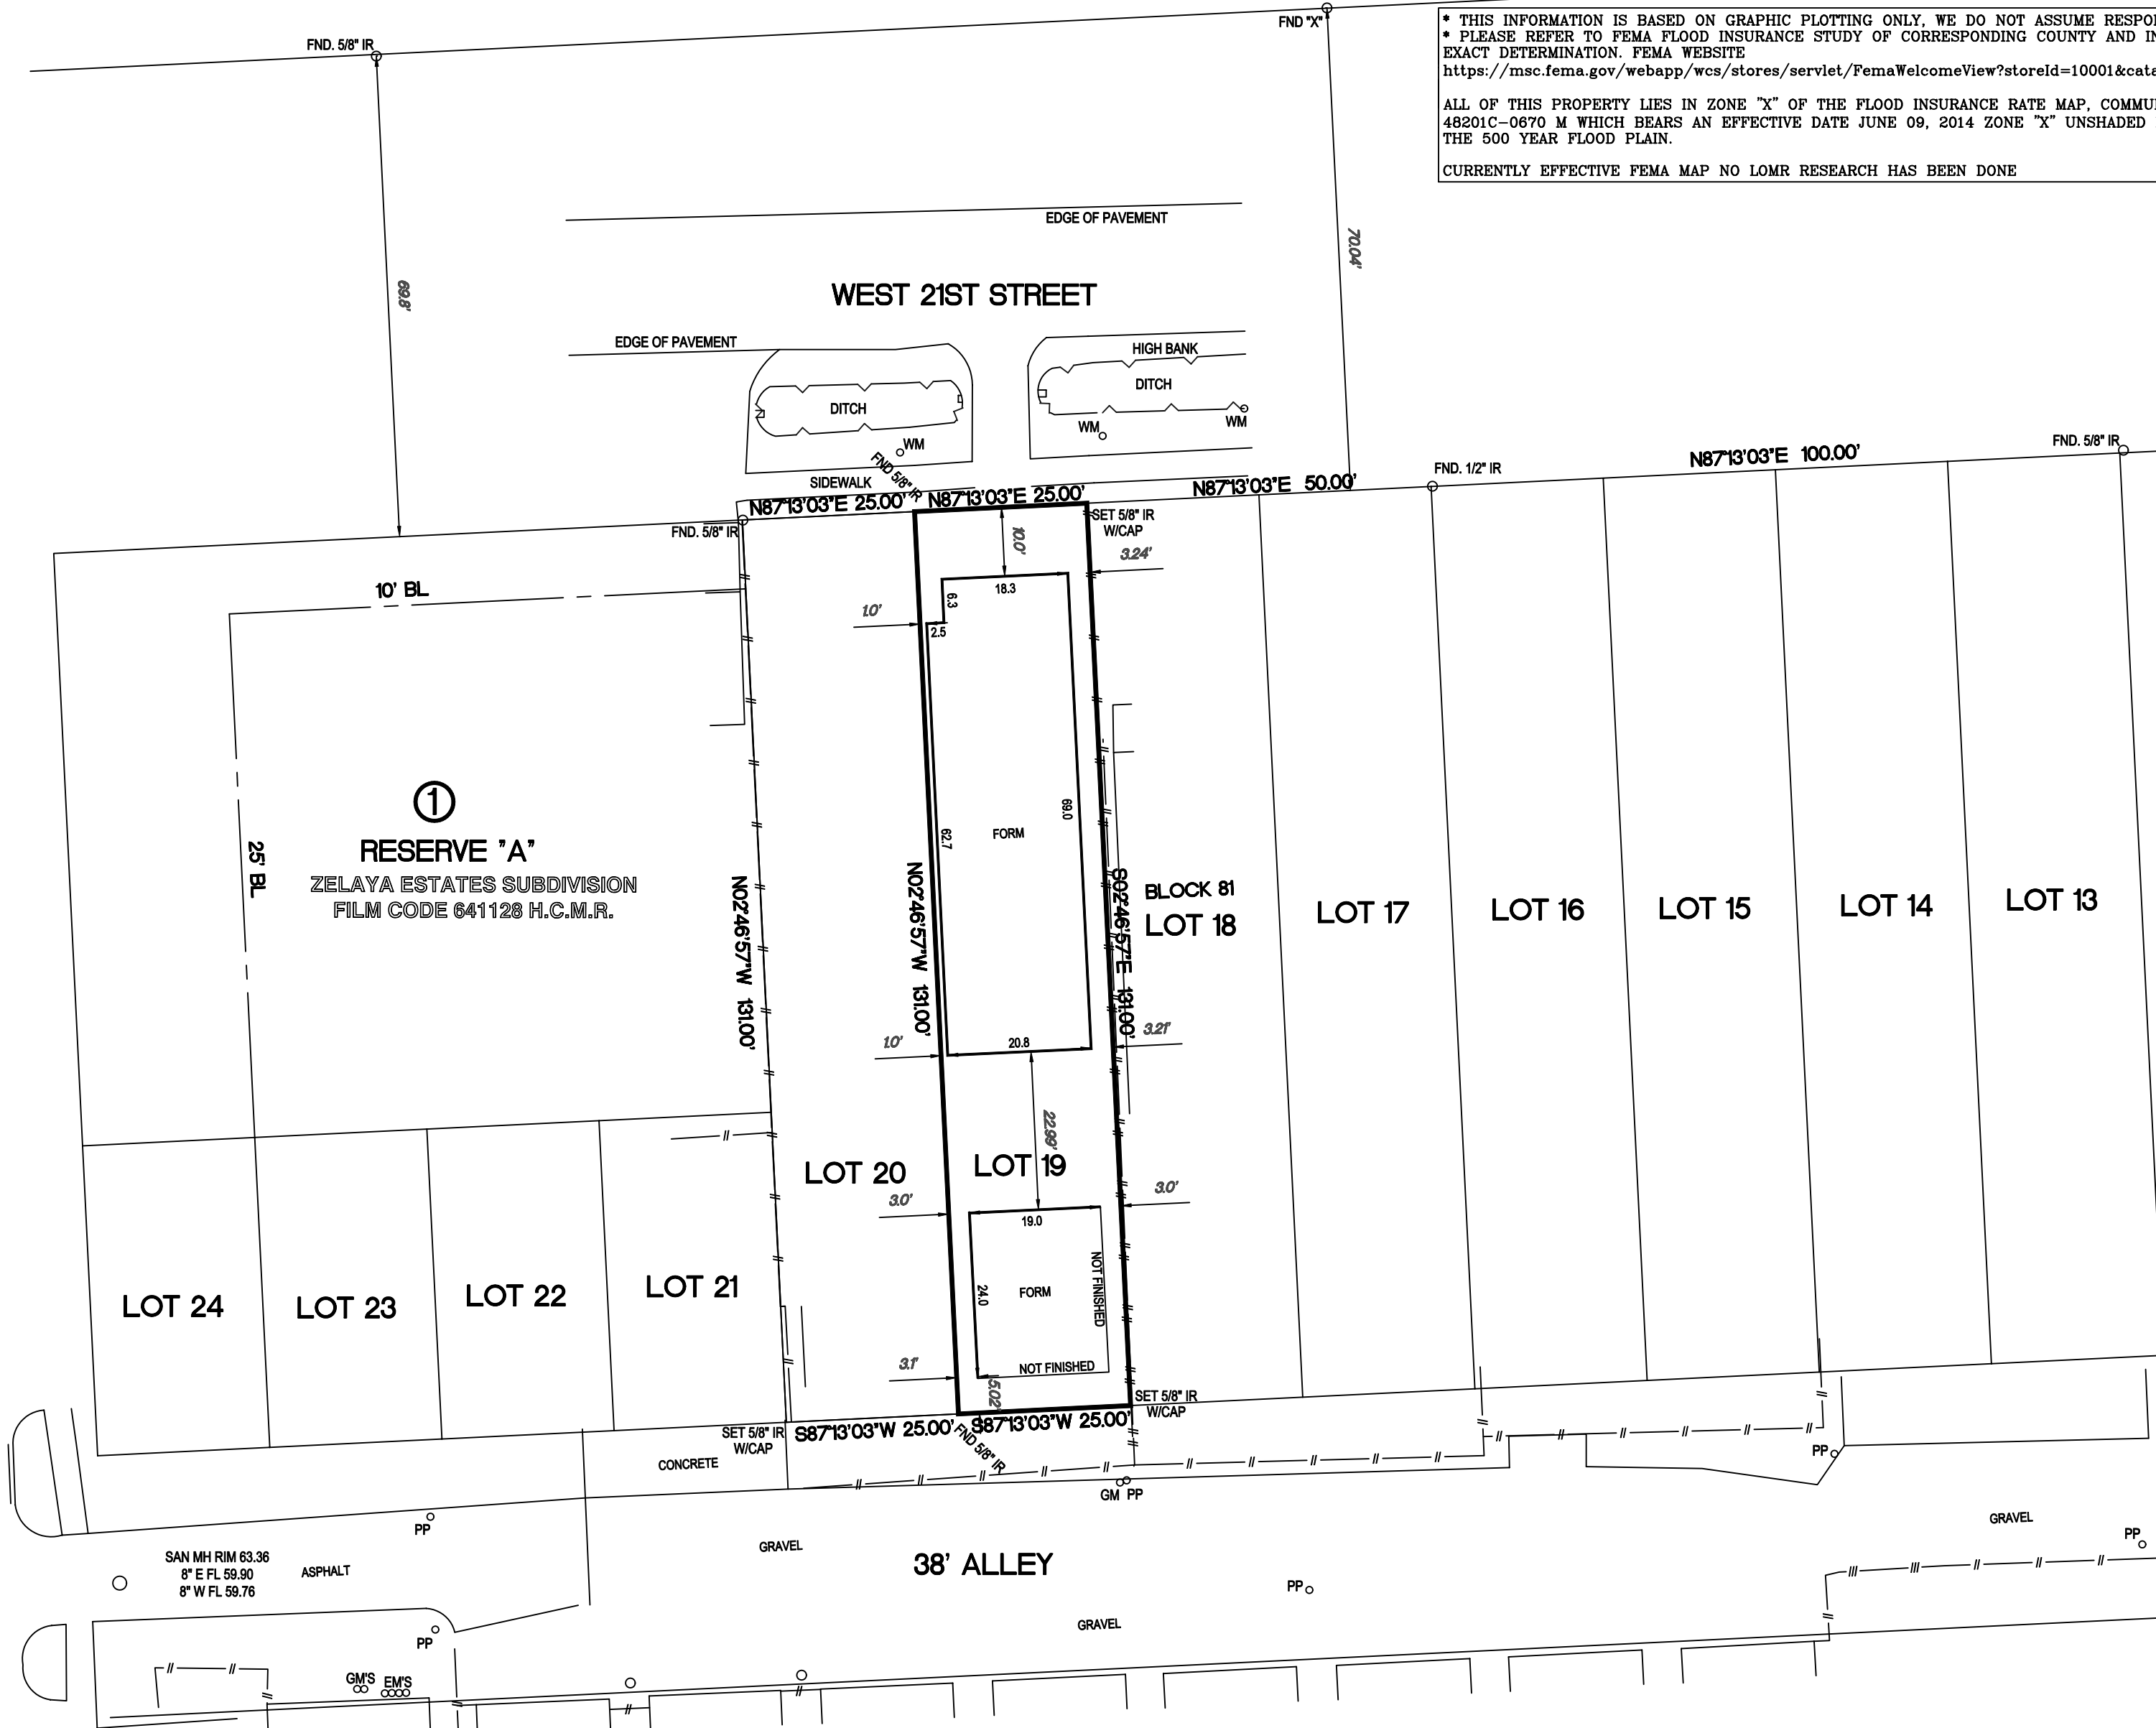 FND. 5/8" IR
FND "X"
* THIS INFORMATION IS BASED ON GRAPHIC PLOTTING ONLY, WE DO NOT ASSUME
* PLEASE REFER TO FEMA FLOOD INSURANCE STUDY OF CORRESPONDING COUNTY AND
EXACT DETERMINATION. FEMA WEBSITE
https://msc.fema.gov/webapp/wcs/stores/servlet/FemaWelcomeView?storeId=10001&cata
ALL OF THIS PROPERTY LIES IN ZONE "X" OF THE FLOOD INSURANCE RATE MAP,
48201C-0670 M WHICH BEARS AN EFFECTIVE DATE JUNE 09, 2014 ZONE "X" UNSHADED
THE 500 YEAR FLOOD PLAIN.
CURRENTLY EFFECTIVE FEMA MAP NO LOMR RESEARCH HAS BEEN DONE
EDGE OF PAVEMENT
70.04'
69.8'
WEST 21ST STREET
EDGE OF PAVEMENT
HIGH BANK
DITCH
DITCH
WM
WM
WM
FND 5/8" IR
SIDEWALK
N87°13'03"E 25.00'
N87°13'03"E 25.00'
N87°13'03"E 50.00'
FND. 1/2" IR
N87°13'03"E 100.00'
FND. 5/8" IR
FND. 5/8" IR
SET 5/8" IR
W/CAP
10.0'
3.24'
10' BL
18.3
6.3
1.0'
2.5
25' BL
1
RESERVE "A"
ZELAYA ESTATES SUBDIVISION
FILM CODE 641128 H.C.M.R.
N02°46'57"W 131.00'
N02°46'57"W 131.00'
62.7
FORM
69.0
S02°46'57"E 131.00'
BLOCK 81
LOT 18
LOT 17
LOT 16
LOT 15
LOT 14
LOT 13
1.0'
20.8
3.21'
22.99'
LOT 20
LOT 19
3.0'
3.0'
19.0
24.0
FORM
NOT FINISHED
NOT FINISHED
LOT 24
LOT 23
LOT 22
LOT 21
3.1'
5.02'
SET 5/8" IR
W/CAP
SET 5/8" IR
W/CAP
S87°13'03"W 25.00'
S87°13'03"W 25.00'
FND 5/8" IR
CONCRETE
GM PP
PP
PP
GRAVEL
GRAVEL
PP
SAN MH RIM 63.36
8" E FL 59.90
8" W FL 59.76
ASPHALT
38' ALLEY
PP
GRAVEL
PP
GM'S
EM'S